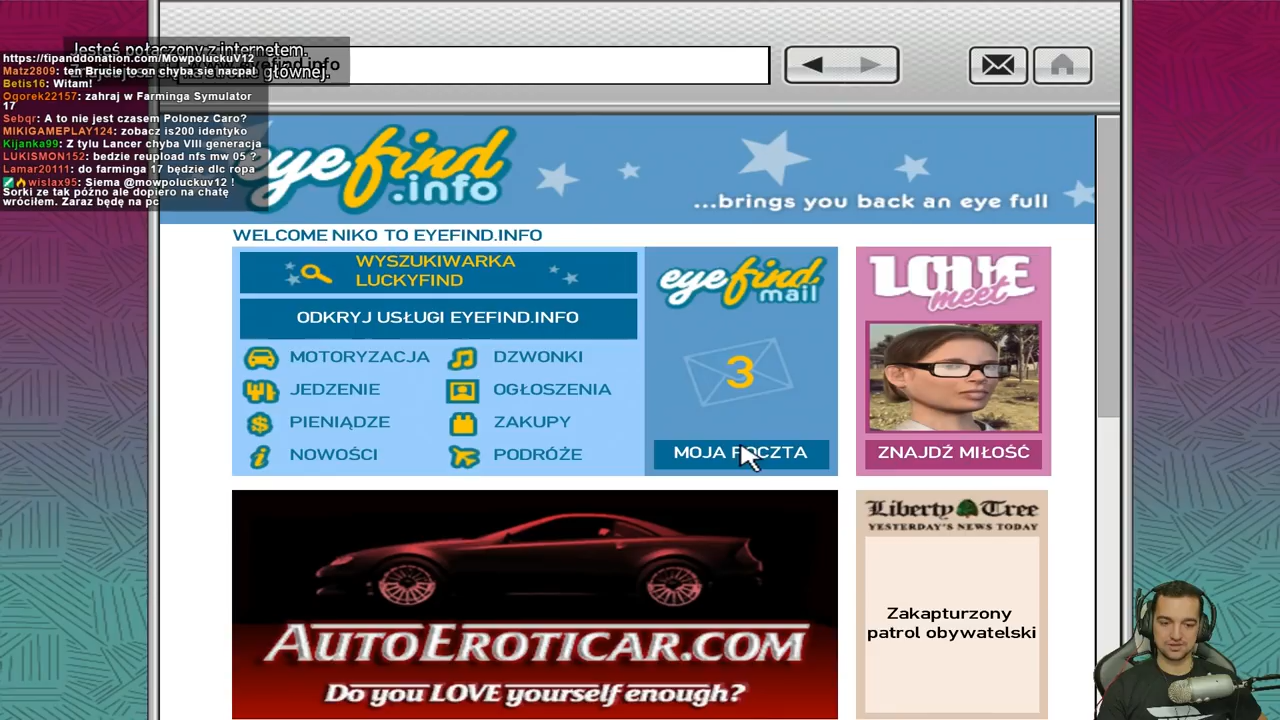 Jesteś połączony z internetem.
główne​j.
https://tipanddonation.com/MowpoluckuV12
Matz2809: ten Brucie to on chyba sie nacpal
Betis16: Witam!
Ogorek22157: zahraj w Farminga Symulator
17
Sebqr: A to nie jest czasem Polonez Caro?
MIKIGAMEPLAY124: zobacz is200 identyko
Kijanka99: Z tylu Lancer chyba VIII generacja
LUKISMON152: bedzie reupload nfs mw 05 ?
Lamar20111: do farminga 17 będzie dlc ropa
wislax95: Siema @mowpoluckuv12 !
Sorki ze tak późno ale dopiero na chatę
wróciłem. Zaraz będę na pc
eyefind
.info
...brings you back an eye full
WELCOME NIKO TO EYEFIND.INFO
WYSZUKIWARKA
LUCKYFIND
ODKRYJ USŁUGI EYEFIND.INFO
MOTORYZACJA
DZWONKI
JEDZENIE
OGŁOSZENIA
PIENIĄDZE
ZAKUPY
NOWOŚCI
PODRÓŻE
eyefind
mail
3
MOJA POCZTA
LOVE
meet
ZNAJDŹ MIŁOŚĆ
AUTOEROTICAR.COM
Do you LOVE yourself enough?
Liberty Tree
YESTERDAY'S NEWS TODAY
Zakapturzony
patrol obywatelski